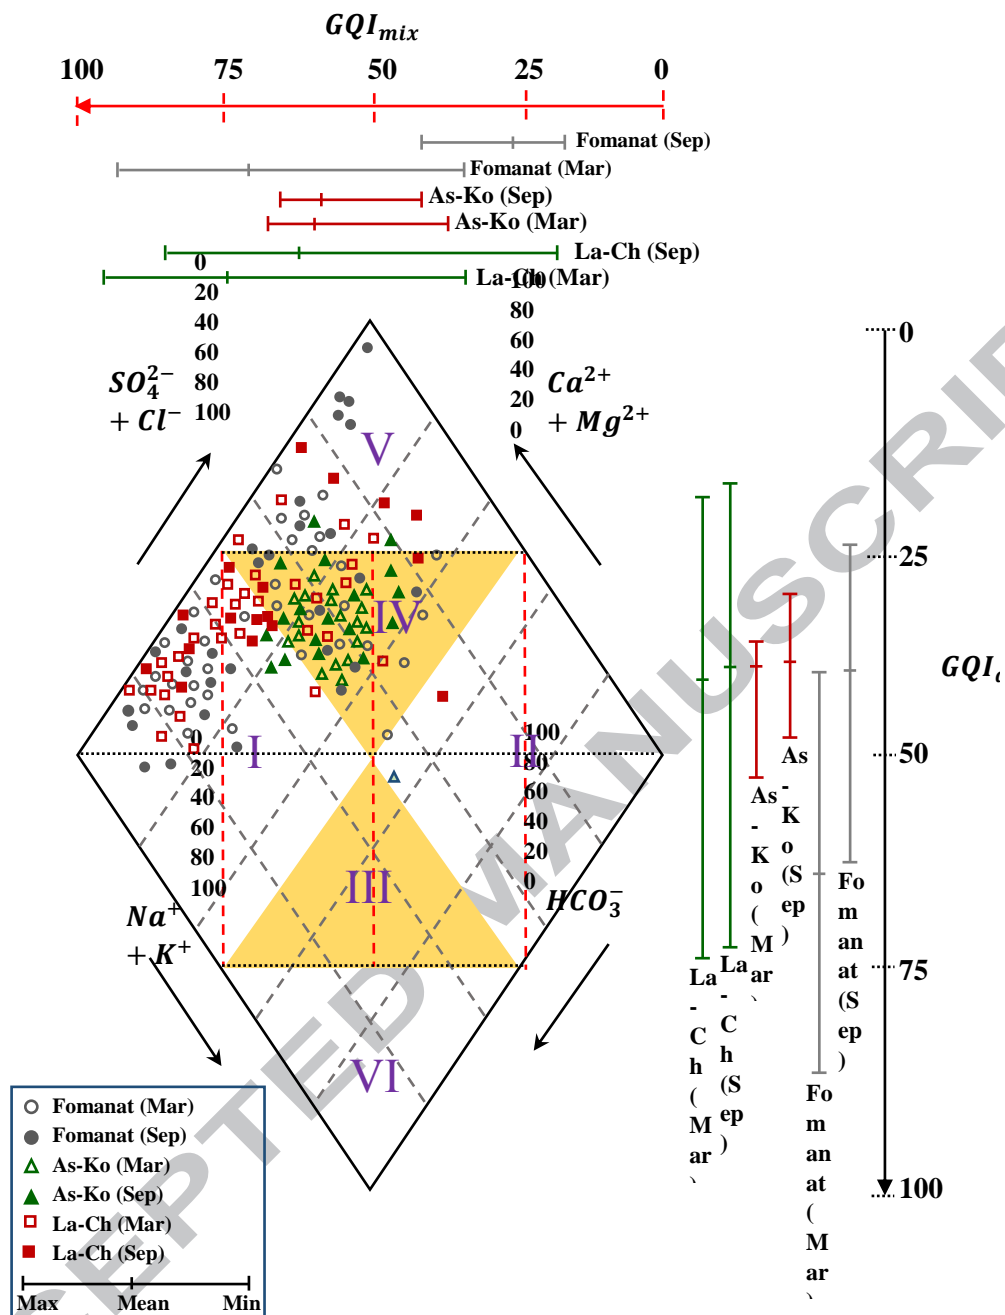 GQI_mix
100 75 50 25 0
Fomanat (Sep)
Fomanat (Mar)
As-Ko (Sep)
As-Ko (Mar)
La-Ch (Sep)
La-Ch (Mar)
0
20
40
60
80
100
100
80
60
40
20
0
SO₄²⁻
+ Cl⁻
Ca²⁺
+ Mg²⁺
V
IV
I
II
III
VI
0
20
40
60
80
100
100
80
60
40
20
0
Na⁺
+ K⁺
HCO₃⁻
0
25
50
75
100
GQI
La-Ch (Mar)
La-Ch (Sep)
As-Ko (Mar)
As-Ko (Sep)
Fomanat (Mar)
Fomanat (Sep)
Fomanat (Mar)
Fomanat (Sep)
As-Ko (Mar)
As-Ko (Sep)
La-Ch (Mar)
La-Ch (Sep)
Max Mean Min
CEPTED MANUSCRIP